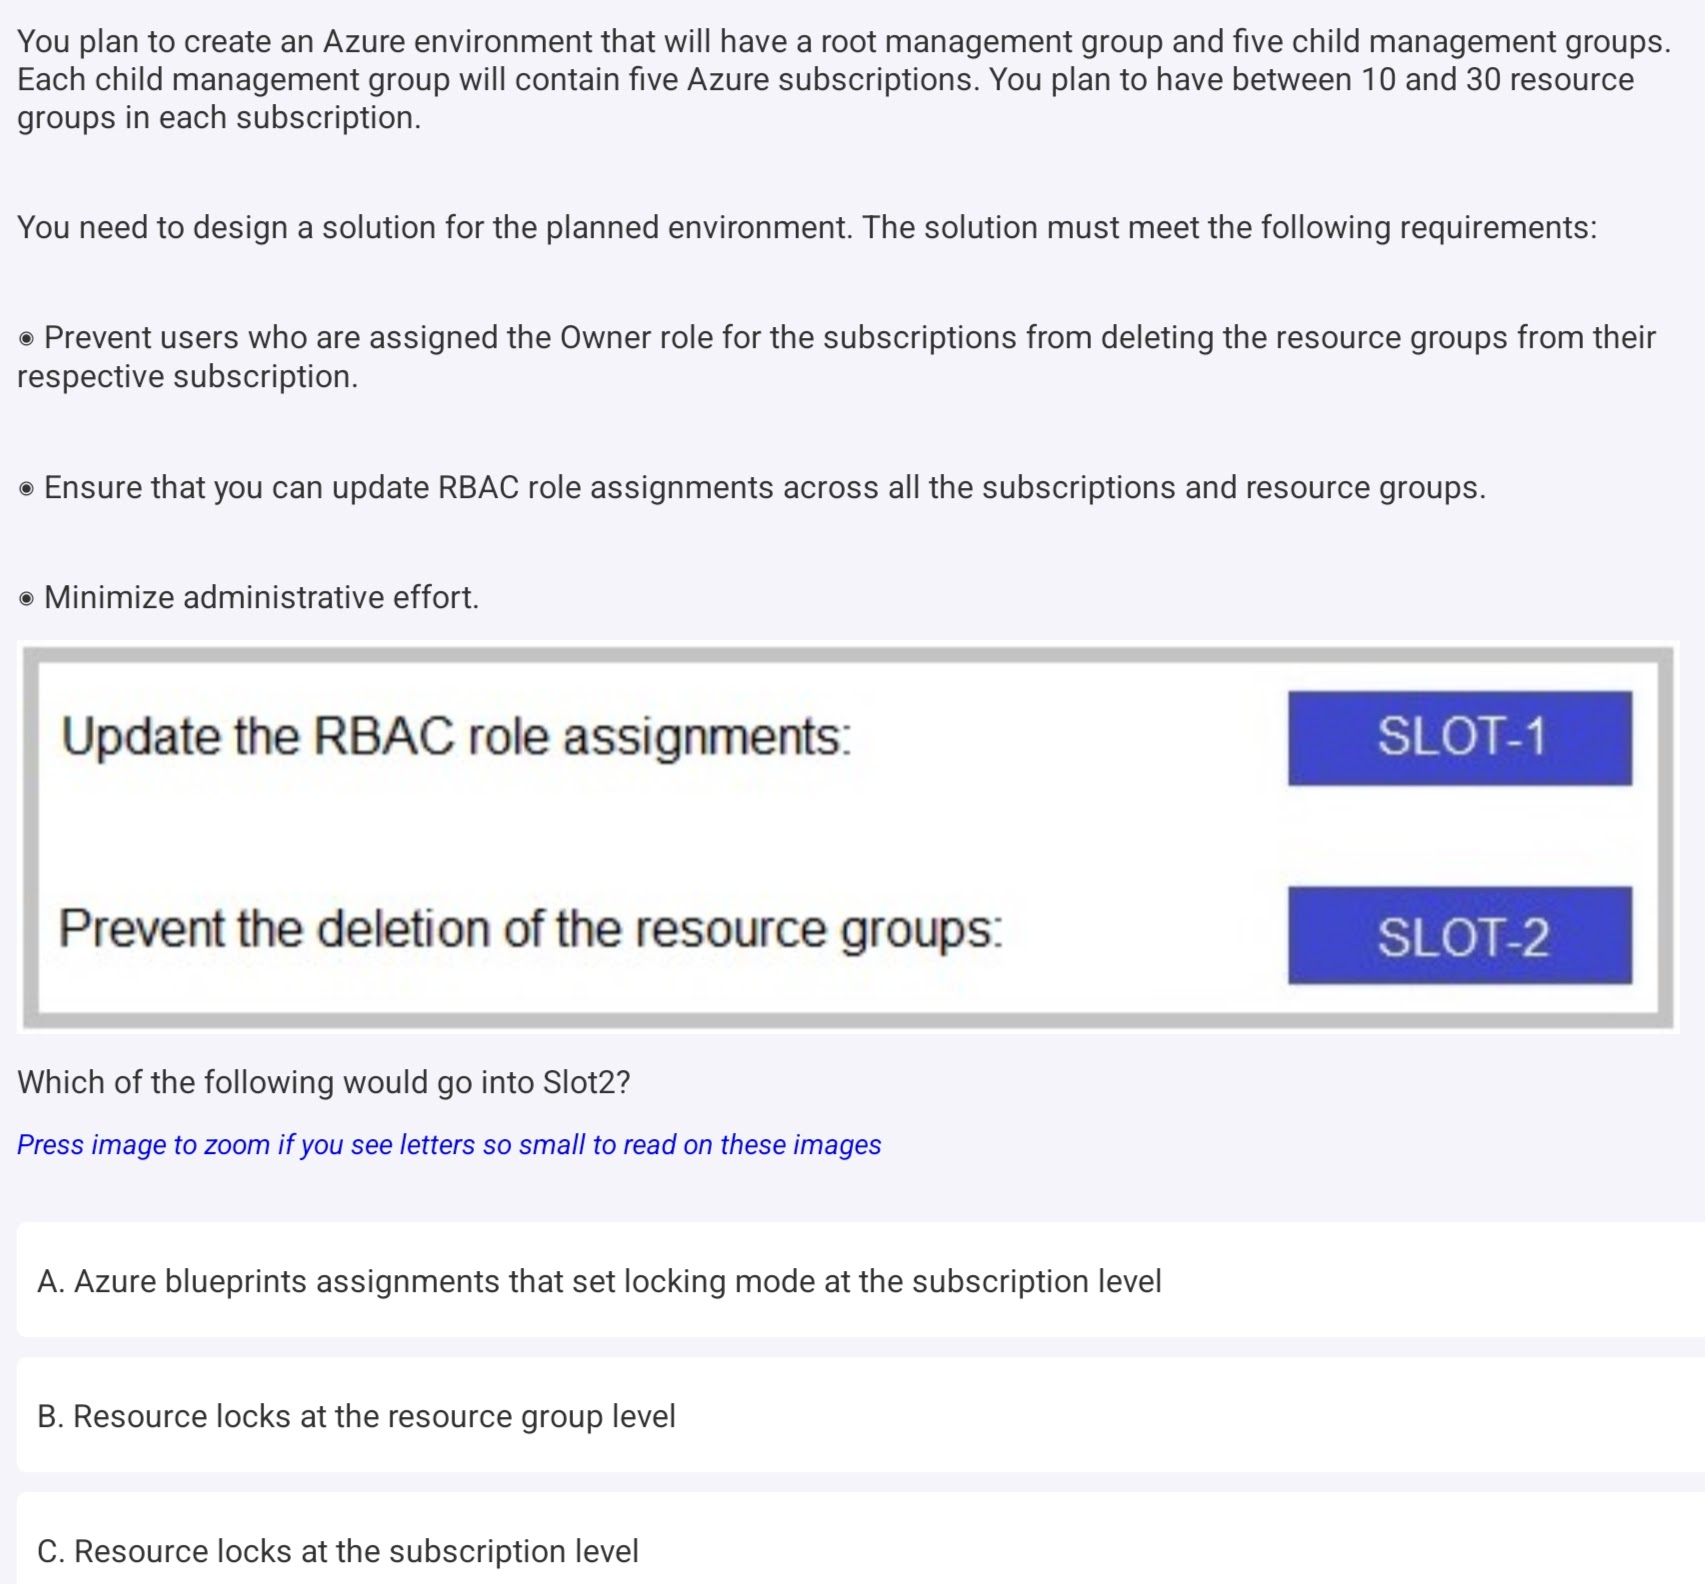 You plan to create an Azure environment that will have a root management group and five child management groups.
Each child management group will contain five Azure subscriptions. You plan to have between 10 and 30 resource
groups in each subscription.
You need to design a solution for the planned environment. The solution must meet the following requirements:
◉ Prevent users who are assigned the Owner role for the subscriptions from deleting the resource groups from their
respective subscription.
◉ Ensure that you can update RBAC role assignments across all the subscriptions and resource groups.
◉ Minimize administrative effort.
Update the RBAC role assignments: SLOT-1
Prevent the deletion of the resource groups: SLOT-2
Which of the following would go into Slot2?
Press image to zoom if you see letters so small to read on these images
A. Azure blueprints assignments that set locking mode at the subscription level
B. Resource locks at the resource group level
C. Resource locks at the subscription level